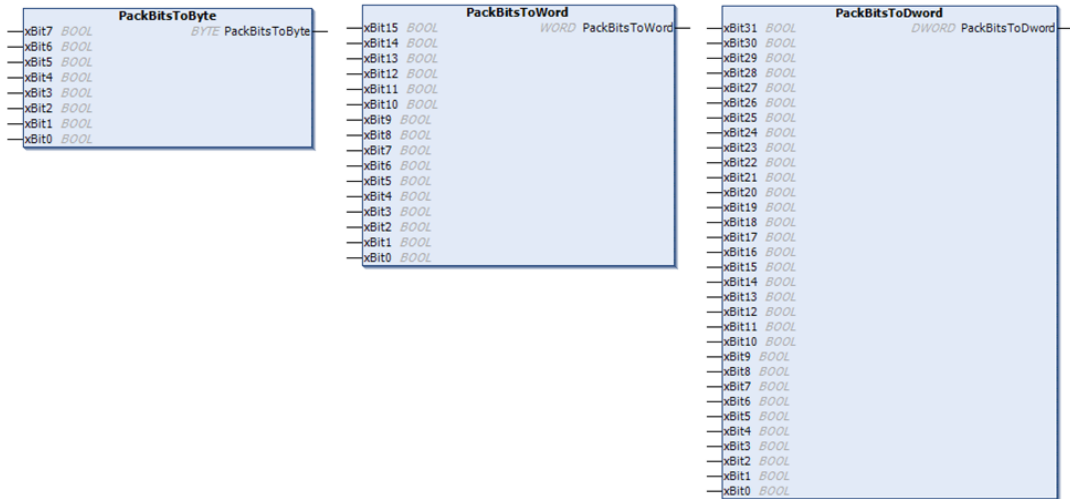 PackBitsToByte
xBit7 BOOL BYTE PackBitsToByte
xBit6 BOOL
xBit5 BOOL
xBit4 BOOL
xBit3 BOOL
xBit2 BOOL
xBit1 BOOL
xBit0 BOOL
PackBitsToWord
xBit15 BOOL WORD PackBitsToWord
xBit14 BOOL
xBit13 BOOL
xBit12 BOOL
xBit11 BOOL
xBit10 BOOL
xBit9 BOOL
xBit8 BOOL
xBit7 BOOL
xBit6 BOOL
xBit5 BOOL
xBit4 BOOL
xBit3 BOOL
xBit2 BOOL
xBit1 BOOL
xBit0 BOOL
PackBitsToDword
xBit31 BOOL DWORD PackBitsToDword
xBit30 BOOL
xBit29 BOOL
xBit28 BOOL
xBit27 BOOL
xBit26 BOOL
xBit25 BOOL
xBit24 BOOL
xBit23 BOOL
xBit22 BOOL
xBit21 BOOL
xBit20 BOOL
xBit19 BOOL
xBit18 BOOL
xBit17 BOOL
xBit16 BOOL
xBit15 BOOL
xBit14 BOOL
xBit13 BOOL
xBit12 BOOL
xBit11 BOOL
xBit10 BOOL
xBit9 BOOL
xBit8 BOOL
xBit7 BOOL
xBit6 BOOL
xBit5 BOOL
xBit4 BOOL
xBit3 BOOL
xBit2 BOOL
xBit1 BOOL
xBit0 BOOL